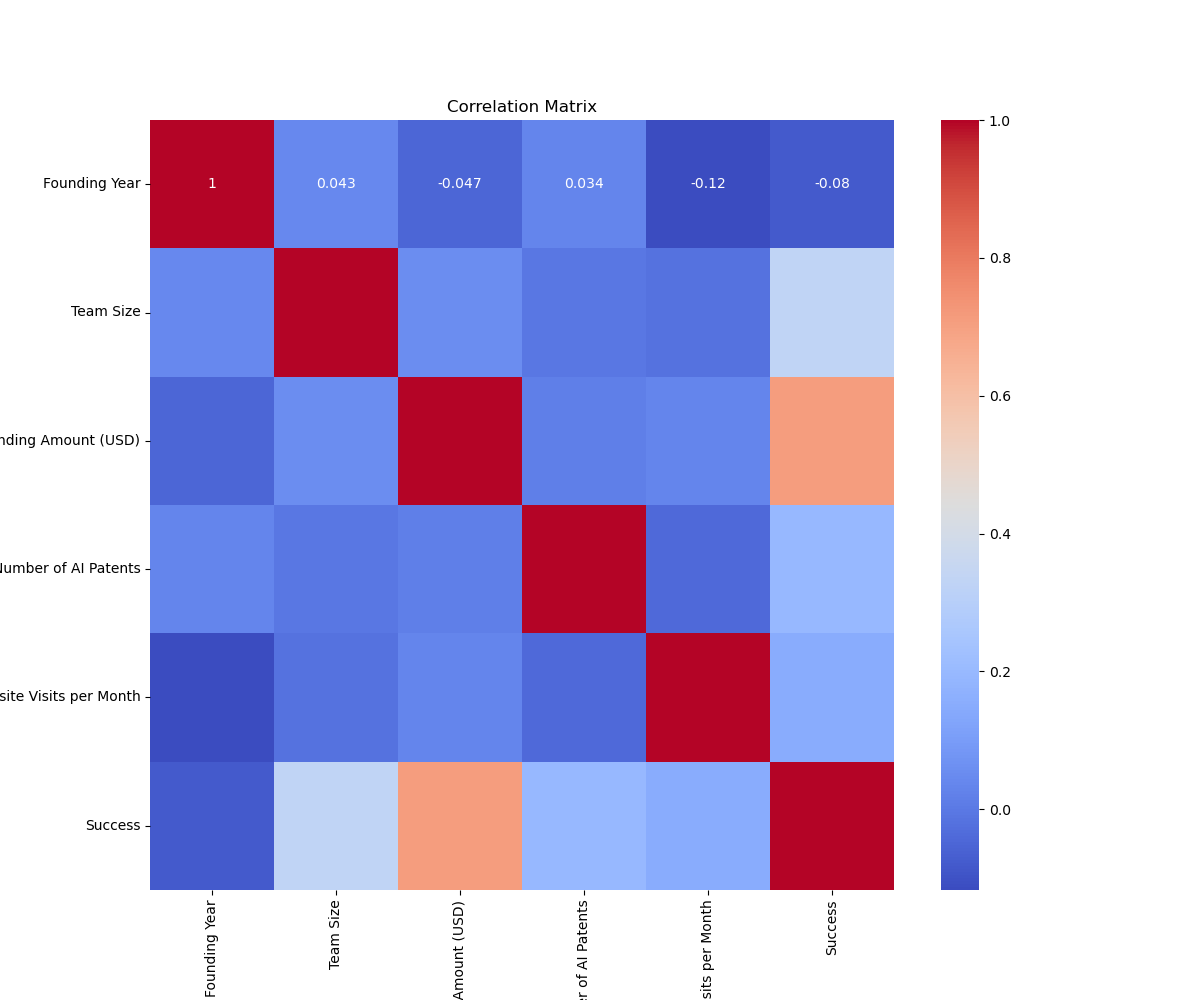 Correlation Matrix
Founding Year 1 0.043 -0.047 0.034 -0.12 -0.08
Team Size
nding Amount (USD)
Number of AI Patents
site Visits per Month
Success
1.0
0.8
0.6
0.4
0.2
0.0
Founding Year
Team Size
Amount (USD)
er of AI Patents
sits per Month
Success